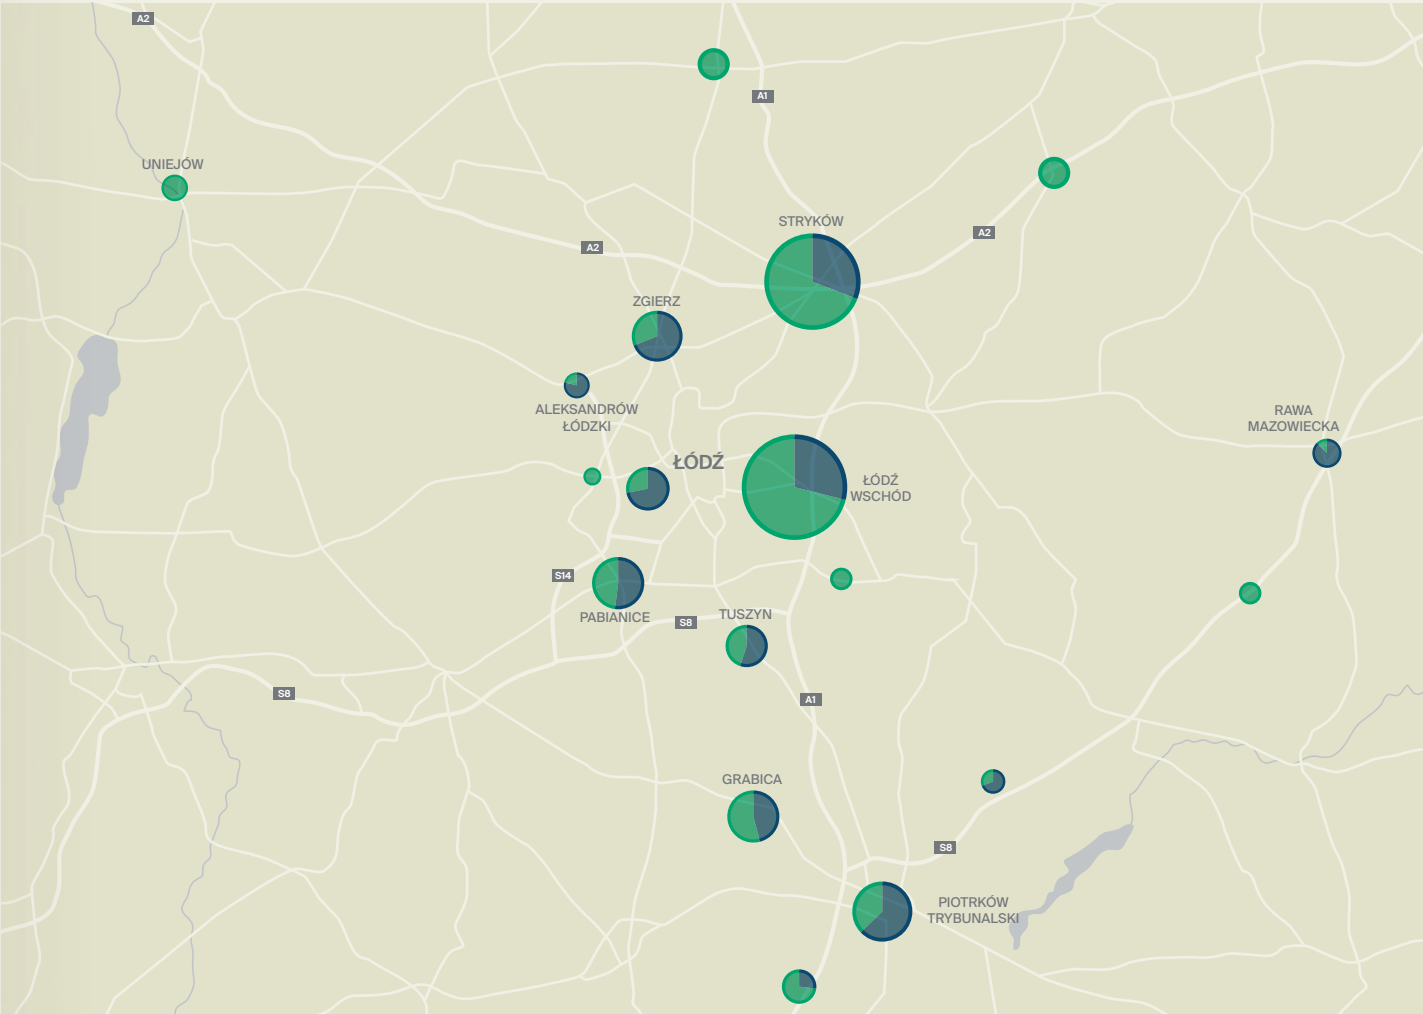 A2
A1
UNIEJÓW
STRYKÓW
A2
A2
ZGIERZ
ALEKSANDRÓW
ŁÓDZKI
RAWA
MAZOWIECKA
ŁÓDŹ
ŁÓDŹ
WSCHÓD
S14
PABIANICE
S8
TUSZYN
S8
A1
GRABICA
S8
PIOTRKÓW
TRYBUNALSKI